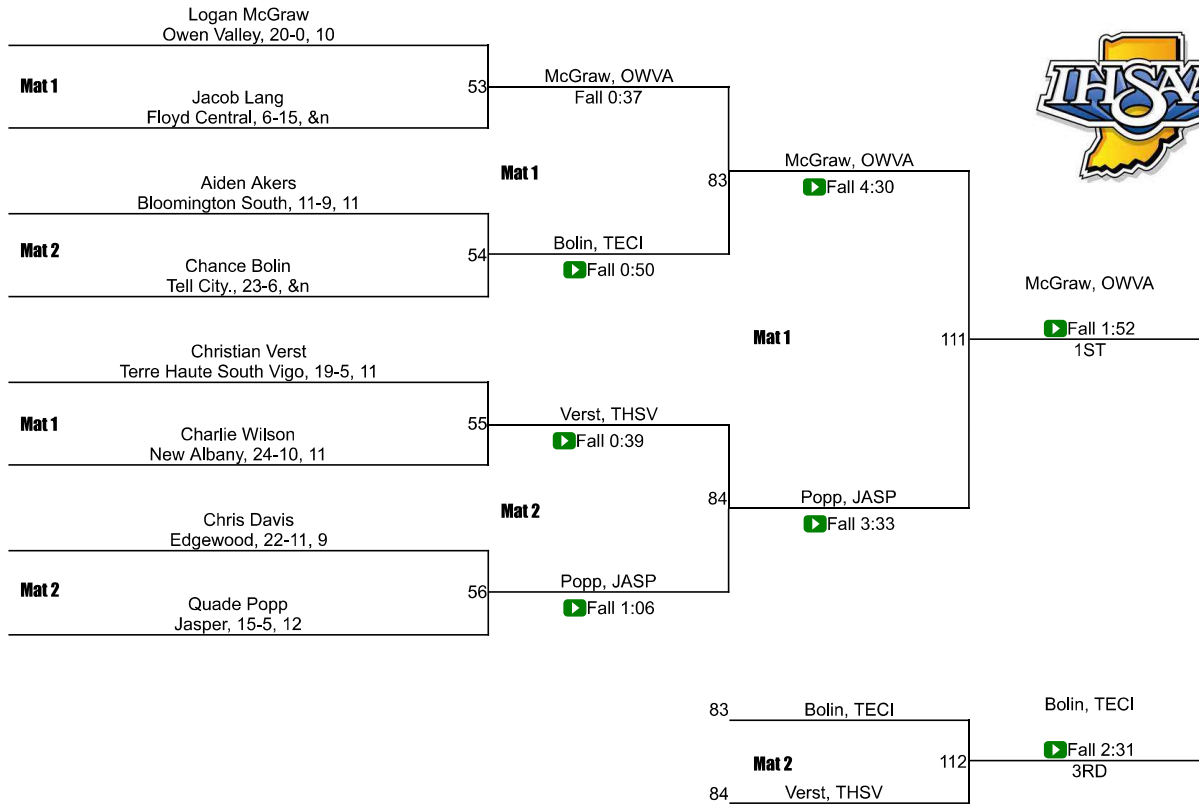 Logan McGraw
Owen Valley, 20-0, 10
Mat 1
53
Jacob Lang
Floyd Central, 6-15, &n
McGraw, OWVA
Fall 0:37
Aiden Akers
Bloomington South, 11-9, 11
Mat 2
54
Chance Bolin
Tell City., 23-6, &n
Mat 1
83
Bolin, TECI
Fall 0:50
McGraw, OWVA
Fall 4:30
Christian Verst
Terre Haute South Vigo, 19-5, 11
Mat 1
55
Charlie Wilson
New Albany, 24-10, 11
Verst, THSV
Fall 0:39
Chris Davis
Edgewood, 22-11, 9
Mat 2
56
Quade Popp
Jasper, 15-5, 12
Mat 2
84
Popp, JASP
Fall 1:06
Popp, JASP
Fall 3:33
Mat 1
111
McGraw, OWVA
Fall 1:52
1ST
IHSAA
83
Bolin, TECI
Mat 2
112
84
Verst, THSV
Bolin, TECI
Fall 2:31
3RD